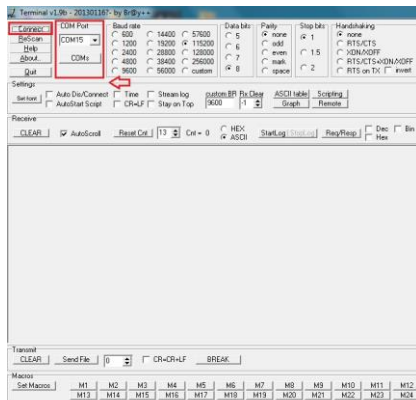 Terminal v1.9b - 20130116? - by Br@y++
Connect
ReScan
Help
About..
Quit
COM Port
COM15
COMs
Baud rate
600 14400 57600
1200 19200 115200
2400 28800 128000
4800 38400 256000
9600 56000 custom
Data bits
5
6
7
8
Parity
none
odd
even
mark
space
Stop bits
1
1.5
2
Handshaking
none
RTS/CTS
XON/XOFF
RTS/CTS+XON/XOFF
RTS on TX invert
Settings
Set font
Auto Dis/Connect Time Stream log
AutoStart Script CR=LF Stay on Top
custom BR Rx Clear
9600 -1
ASCII table Scripting
Graph Remote
Receive
CLEAR AutoScroll Reset Cnt 13 Cnt = 0
HEX
ASCII
StartLog StopLog Req/Resp
Dec Bin
Hex
Transmit
CLEAR Send File 0 CR=CR+LF BREAK
Macros
Set Macros M1 M2 M3 M4 M5 M6 M7 M8 M9 M10 M11 M12
M13 M14 M15 M16 M17 M18 M19 M20 M21 M22 M23 M24